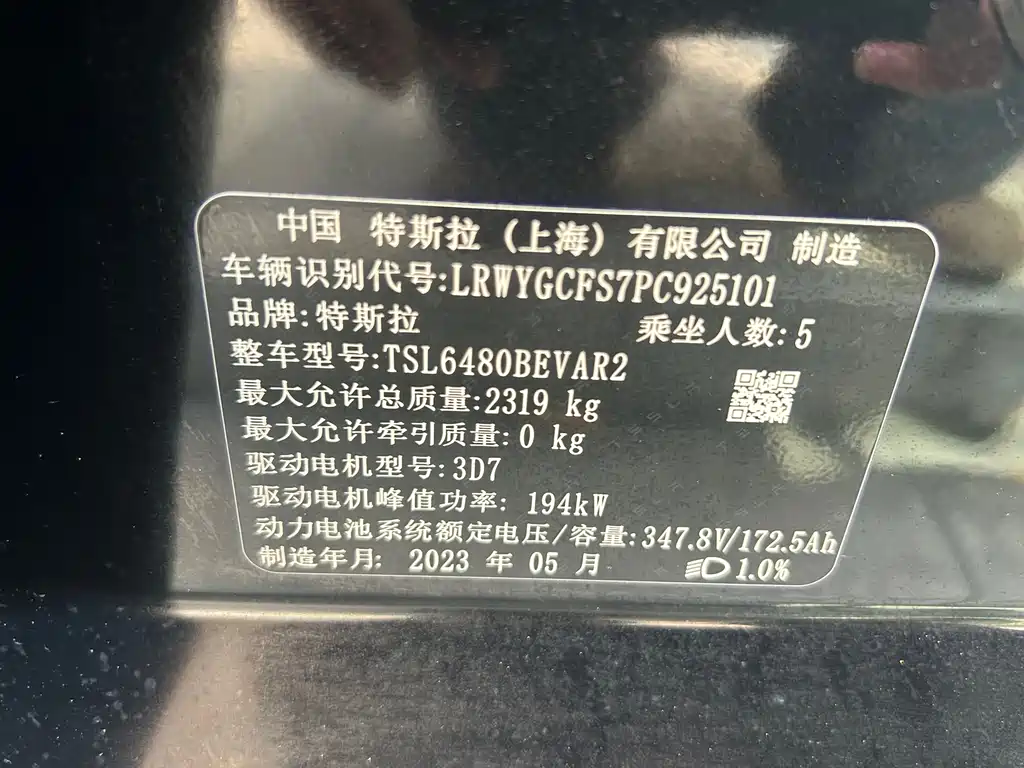 中国 特斯拉（上海）有限公司 制造
车辆识别代号:LRWYGCFS7PC925101
品牌:特斯拉 乘坐人数:5
整车型号:TSL6480BEVAR2
最大允许总质量:2319 kg
最大允许牵引质量:0 kg
驱动电机型号:3D7
驱动电机峰值功率: 194kW
动力电池系统额定电压/容量:347.8V/172.5Ah
制造年月: 2023 年 05 月 1.0%